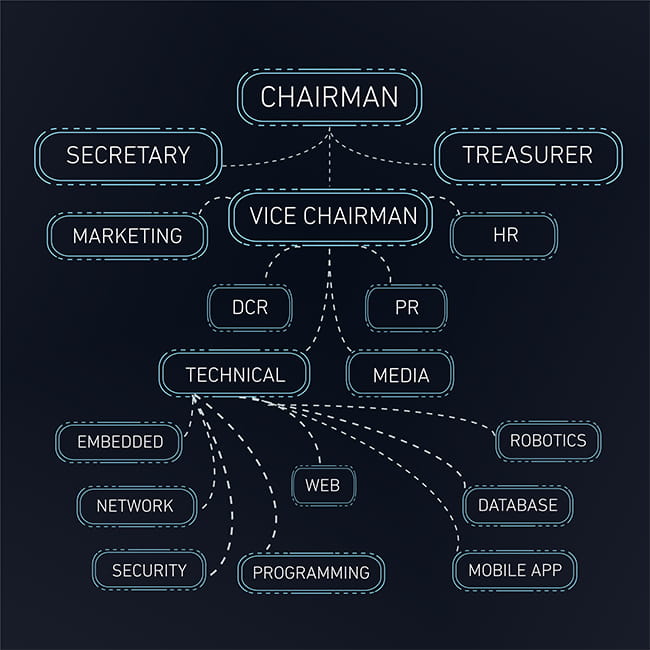 CHAIRMAN
SECRETARY
TREASURER
VICE CHAIRMAN
MARKETING
HR
DCR
PR
TECHNICAL
MEDIA
EMBEDDED
ROBOTICS
WEB
NETWORK
DATABASE
SECURITY
PROGRAMMING
MOBILE APP